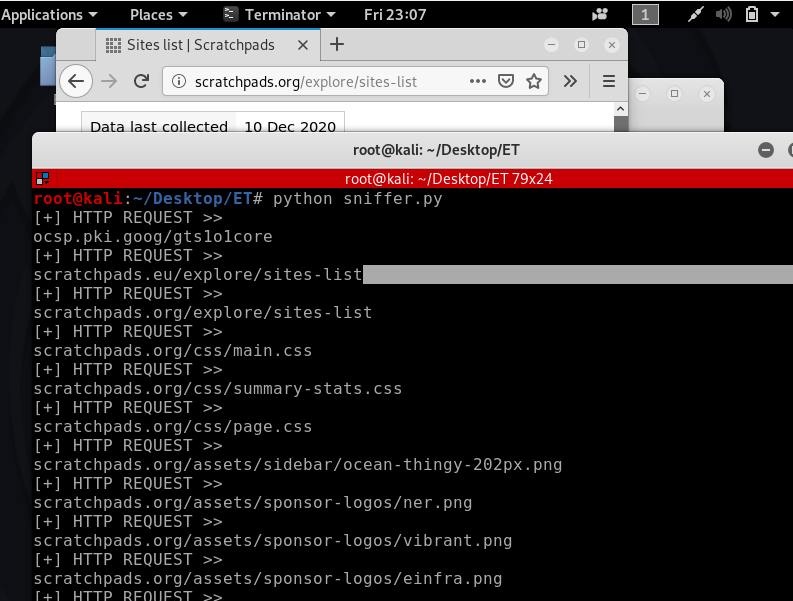 Applications Places Terminator Fri 23:07 1
Sites list | Scratchpads
scratchpads.org/explore/sites-list
Data last collected 10 Dec 2020
root@kali: ~/Desktop/ET
root@kali: ~/Desktop/ET 79x24
root@kali:~/Desktop/ET# python sniffer.py
[+] HTTP REQUEST >>
ocsp.pki.goog/gts1o1core
[+] HTTP REQUEST >>
scratchpads.eu/explore/sites-list
[+] HTTP REQUEST >>
scratchpads.org/explore/sites-list
[+] HTTP REQUEST >>
scratchpads.org/css/main.css
[+] HTTP REQUEST >>
scratchpads.org/css/summary-stats.css
[+] HTTP REQUEST >>
scratchpads.org/css/page.css
[+] HTTP REQUEST >>
scratchpads.org/assets/sidebar/ocean-thingy-202px.png
[+] HTTP REQUEST >>
scratchpads.org/assets/sponsor-logos/ner.png
[+] HTTP REQUEST >>
scratchpads.org/assets/sponsor-logos/vibrant.png
[+] HTTP REQUEST >>
scratchpads.org/assets/sponsor-logos/einfra.png
[+] HTTP REQUEST >>